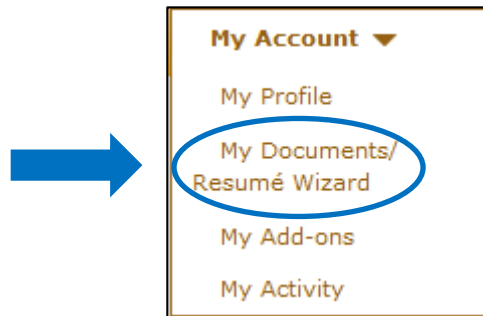 My Account ▼
My Profile
My Documents/
Resumé Wizard
My Add-ons
My Activity